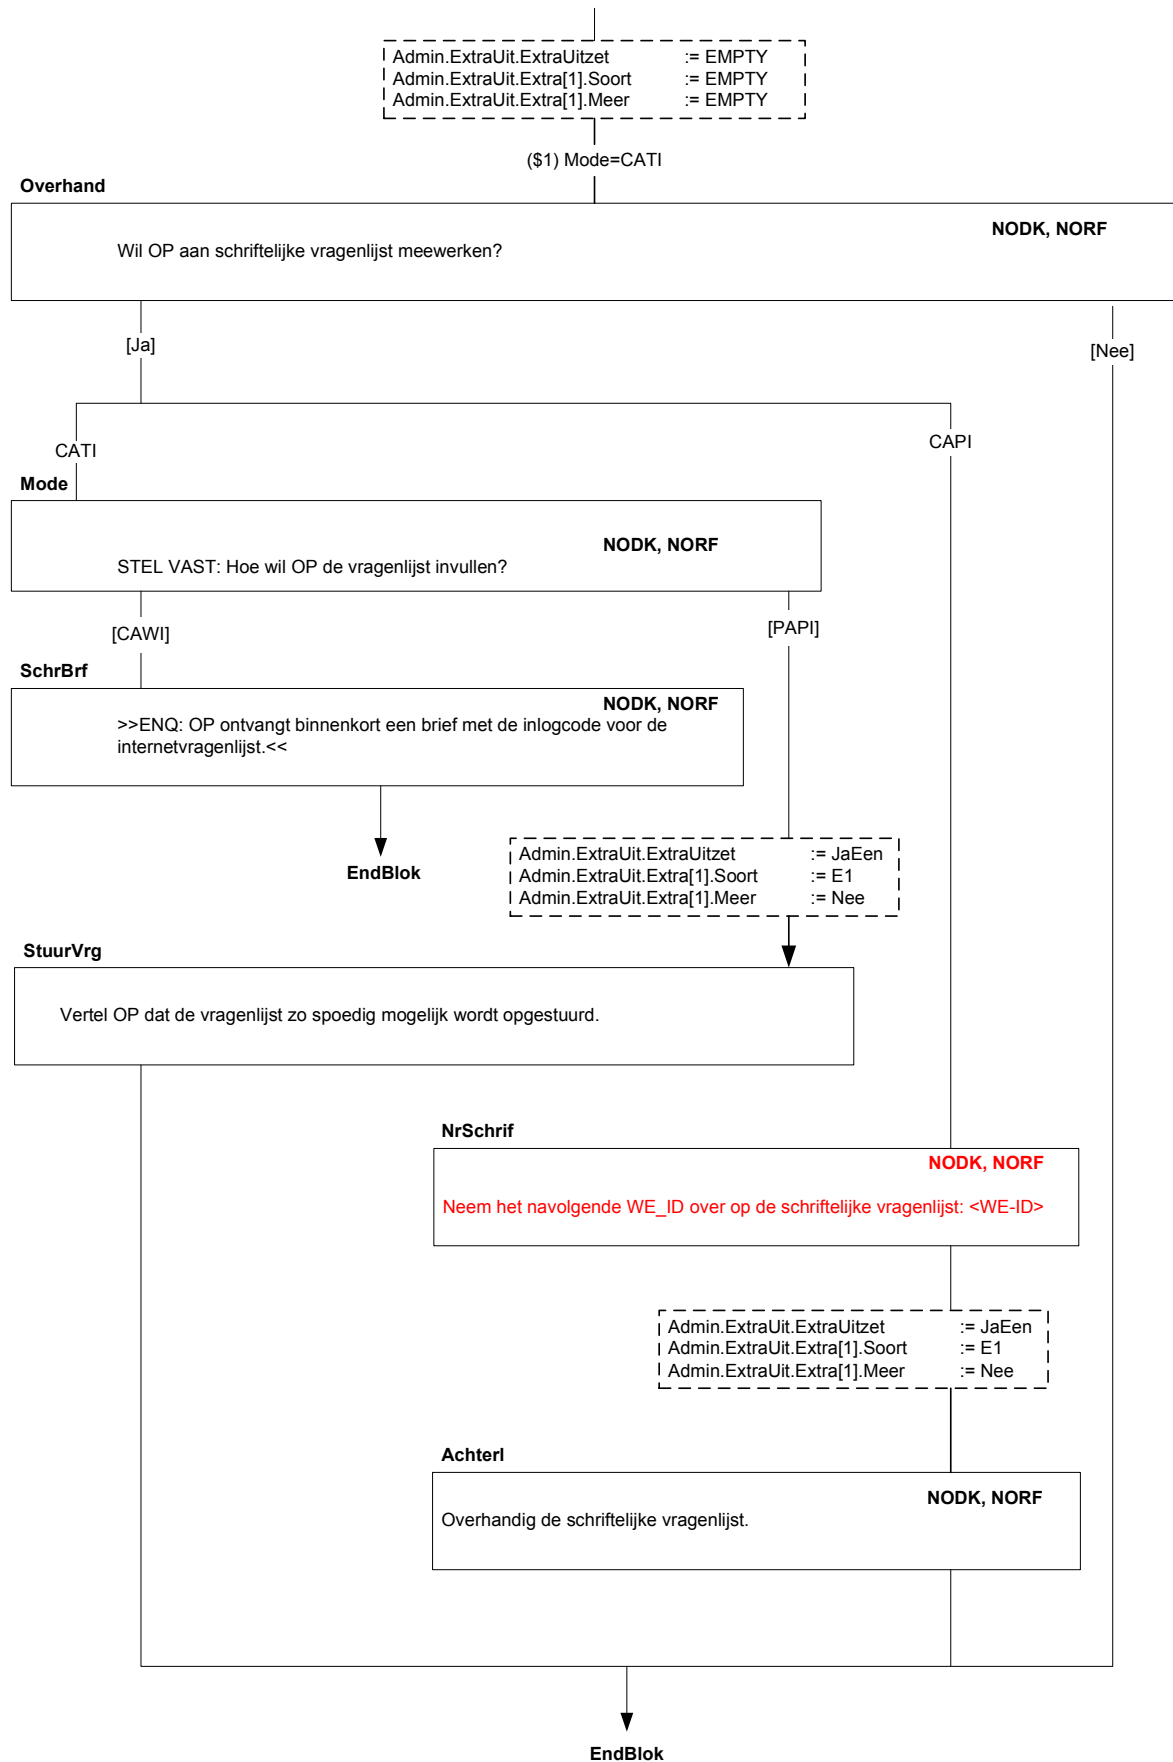 Admin.ExtraUit.ExtraUitzet := EMPTY
Admin.ExtraUit.Extra[1].Soort := EMPTY
Admin.ExtraUit.Extra[1].Meer := EMPTY
($1) Mode=CATI
Overhand
NODK, NORF
Wil OP aan schriftelijke vragenlijst meewerken?
[Ja]
[Nee]
CATI
CAPI
Mode
NODK, NORF
STEL VAST: Hoe wil OP de vragenlijst invullen?
[CAWI]
[PAPI]
SchrBrf
NODK, NORF
>>ENQ: OP ontvangt binnenkort een brief met de inlogcode voor de
internetvragenlijst.<<
EndBlok
Admin.ExtraUit.ExtraUitzet := JaEen
Admin.ExtraUit.Extra[1].Soort := E1
Admin.ExtraUit.Extra[1].Meer := Nee
StuurVrg
Vertel OP dat de vragenlijst zo spoedig mogelijk wordt opgestuurd.
NrSchrif
NODK, NORF
Neem het navolgende WE_ID over op de schriftelijke vragenlijst: <WE-ID>
Admin.ExtraUit.ExtraUitzet := JaEen
Admin.ExtraUit.Extra[1].Soort := E1
Admin.ExtraUit.Extra[1].Meer := Nee
Achterl
NODK, NORF
Overhandig de schriftelijke vragenlijst.
EndBlok